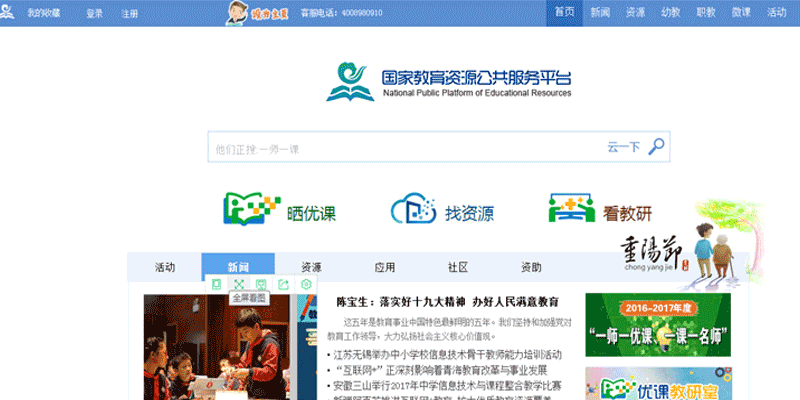 我的收藏 登录 注册 客服电话：4008980910 首页 新闻 资源 幼教 职教 微课 活动
国家教育资源公共服务平台
National Public Platform of Educational Resources
他们正搜:一师一课 云一下
晒优课 找资源 看教研
重陽節
chong yang jie
活动 新闻 资源 应用 社区 资助
全屏看图
陈宝生：落实好十九大精神 办好人民满意教育
这五年是教育事业中国特色最鲜明的五年。我们坚持和加强党对
教育工作领导，大力弘扬社会主义核心价值观。
• 江苏无锡举办中小学校信息技术骨干教师能力培训活动
• “互联网+”正深刻影响着青海教育改革与事业发展
• 安徽三山举行2017年中学信息技术与课程整合教学比赛
2016-2017年度
“一师一优课、一课一名师”
优课教研室